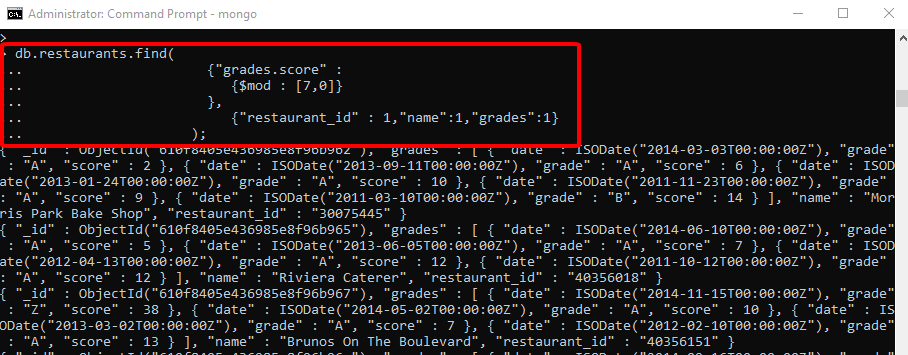 Administrator: Command Prompt - mongo
>
db.restaurants.find(
.. {"grades.score" :
.. {$mod : [7,0]}
.. },
.. {"restaurant_id" : 1,"name":1,"grades":1}
.. );
{ "_id" : ObjectId("610f8405e436985e8f96b962"), "grades" : [ { "date" : ISODate("2014-03-03T00:00:00Z"), "grade"
: "A", "score" : 2 }, { "date" : ISODate("2013-09-11T00:00:00Z"), "grade" : "A", "score" : 6 }, { "date" : ISOD
ate("2013-01-24T00:00:00Z"), "grade" : "A", "score" : 10 }, { "date" : ISODate("2011-11-23T00:00:00Z"), "grade"
: "A", "score" : 9 }, { "date" : ISODate("2011-03-10T00:00:00Z"), "grade" : "B", "score" : 14 } ], "name" : "Mor
ris Park Bake Shop", "restaurant_id" : "30075445" }
{ "_id" : ObjectId("610f8405e436985e8f96b965"), "grades" : [ { "date" : ISODate("2014-06-10T00:00:00Z"), "grade"
: "A", "score" : 5 }, { "date" : ISODate("2013-06-05T00:00:00Z"), "grade" : "A", "score" : 7 }, { "date" : ISOD
ate("2012-04-13T00:00:00Z"), "grade" : "A", "score" : 12 }, { "date" : ISODate("2011-10-12T00:00:00Z"), "grade"
: "A", "score" : 12 } ], "name" : "Riviera Caterer", "restaurant_id" : "40356018" }
{ "_id" : ObjectId("610f8405e436985e8f96b967"), "grades" : [ { "date" : ISODate("2014-11-15T00:00:00Z"), "grade"
: "Z", "score" : 38 }, { "date" : ISODate("2014-05-02T00:00:00Z"), "grade" : "A", "score" : 10 }, { "date" : IS
ODate("2013-03-02T00:00:00Z"), "grade" : "A", "score" : 7 }, { "date" : ISODate("2012-02-10T00:00:00Z"), "grade"
: "A", "score" : 13 } ], "name" : "Brunos On The Boulevard", "restaurant_id" : "40356151" }